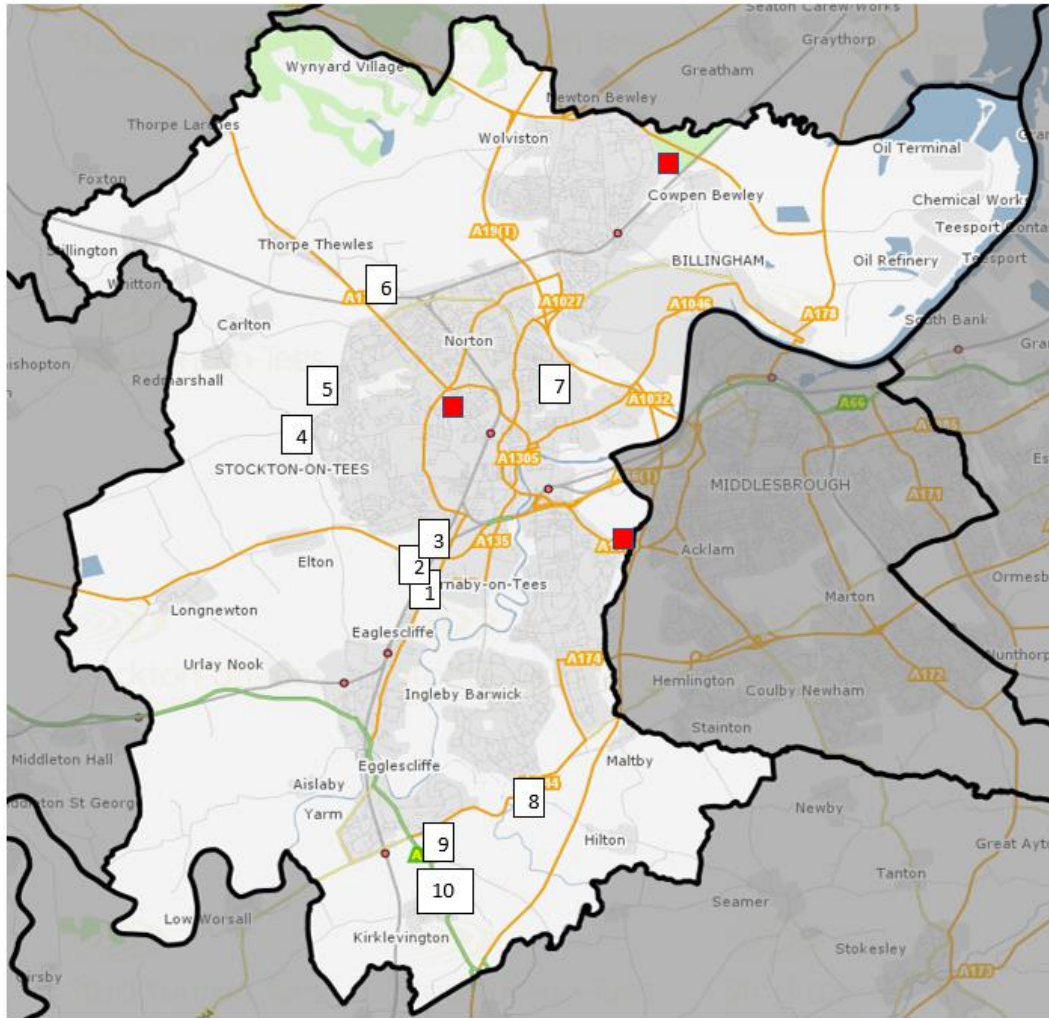 Seaton Carew Works
Graythorp
Wynyard Village
Greatham
Newton Bewley
Thorpe Larches
Wolviston
Oil Terminal
Foxton
Cowpen Bewley
Chemical Works
Teesport
A19(T)
Thorpe Thewles
Stillington
BILLINGHAM
Oil Refinery
Teesport
Whitton
6
A1027
A1046
A178
Carlton
South Bank
Norton
Redmarshall
5
7
A1032
A66
4
A1305
STOCKTON-ON-TEES
MIDDLESBROUGH
A171
3
A135
Acklam
Elton
2
Ormesby
1
Marton
Longnewton
Eaglescliffe
A174
Urlay Nook
Hemlington
Nunthorp
Ingleby Barwick
Coulby Newham
A172
Stainton
Middleton Hall
Maltby
Egglescliffe
Aislaby
8
Newby
Yarm
9
Hilton
Great Ayto
10
Tanton
Low Worsall
Seamer
Kirklevington
Stokesley
A173